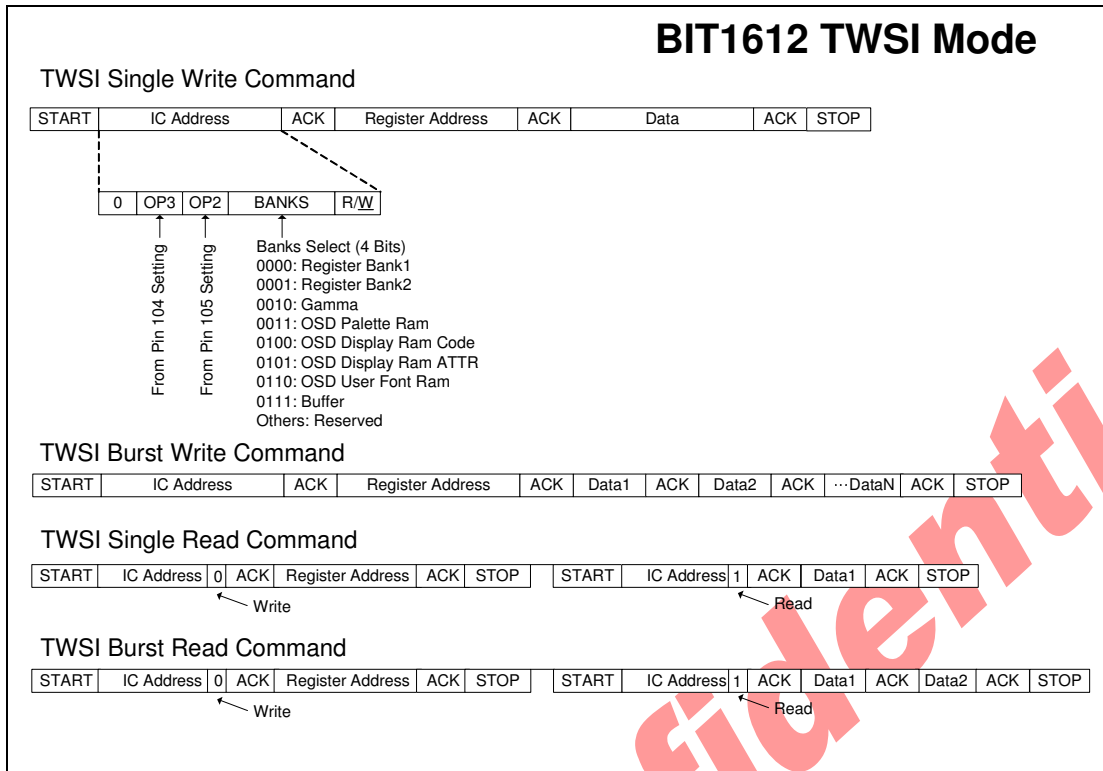 BIT1612 TWSI Mode
TWSI Single Write Command
START IC Address ACK Register Address ACK Data ACK STOP
0 OP3 OP2 BANKS R/W
From Pin 104 Setting
From Pin 105 Setting
Banks Select (4 Bits)
0000: Register Bank1
0001: Register Bank2
0010: Gamma
0011: OSD Palette Ram
0100: OSD Display Ram Code
0101: OSD Display Ram ATTR
0110: OSD User Font Ram
0111: Buffer
Others: Reserved
TWSI Burst Write Command
START IC Address ACK Register Address ACK Data1 ACK Data2 ACK ···DataN ACK STOP
TWSI Single Read Command
START IC Address 0 ACK Register Address ACK STOP START IC Address 1 ACK Data1 ACK STOP
Write Read
TWSI Burst Read Command
START IC Address 0 ACK Register Address ACK STOP START IC Address 1 ACK Data1 ACK Data2 ACK STOP
Write Read
fidenti